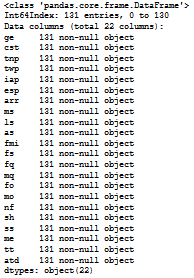 <class 'pandas.core.frame.DataFrame'>
Int64Index: 131 entries, 0 to 130
Data columns (total 22 columns):
ge 131 non-null object
cst 131 non-null object
tnp 131 non-null object
twp 131 non-null object
iap 131 non-null object
esp 131 non-null object
arr 131 non-null object
ms 131 non-null object
ls 131 non-null object
as 131 non-null object
fmi 131 non-null object
fs 131 non-null object
fq 131 non-null object
mq 131 non-null object
fo 131 non-null object
mo 131 non-null object
nf 131 non-null object
sh 131 non-null object
ss 131 non-null object
me 131 non-null object
tt 131 non-null object
atd 131 non-null object
dtypes: object(22)